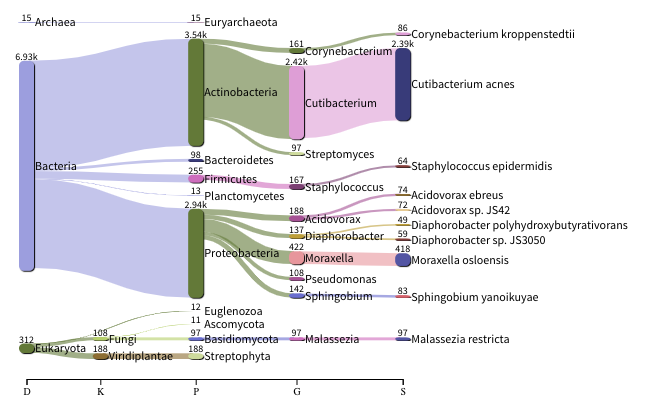 15 Archaea 15 Euryarchaeota
86 Corynebacterium kroppenstedtii
6.93k Bacteria 3.54k Actinobacteria
161 Corynebacterium
2.42k Cutibacterium 2.39k Cutibacterium acnes
97 Streptomyces
98 Bacteroidetes
64 Staphylococcus epidermidis
255 Firmicutes 167 Staphylococcus
13 Planctomycetes
74 Acidovorax ebreus
72 Acidovorax sp. JS42
2.94k Proteobacteria 188 Acidovorax
49 Diaphorobacter polyhydroxybutyrativorans
137 Diaphorobacter 59 Diaphorobacter sp. JS3050
422 Moraxella 418 Moraxella osloensis
108 Pseudomonas
142 Sphingobium 83 Sphingobium yanoikuyae
12 Euglenozoa
11 Ascomycota
312 Eukaryota 108 Fungi 97 Basidiomycota 97 Malassezia 97 Malassezia restricta
188 Viridiplantae 188 Streptophyta
D K P G S